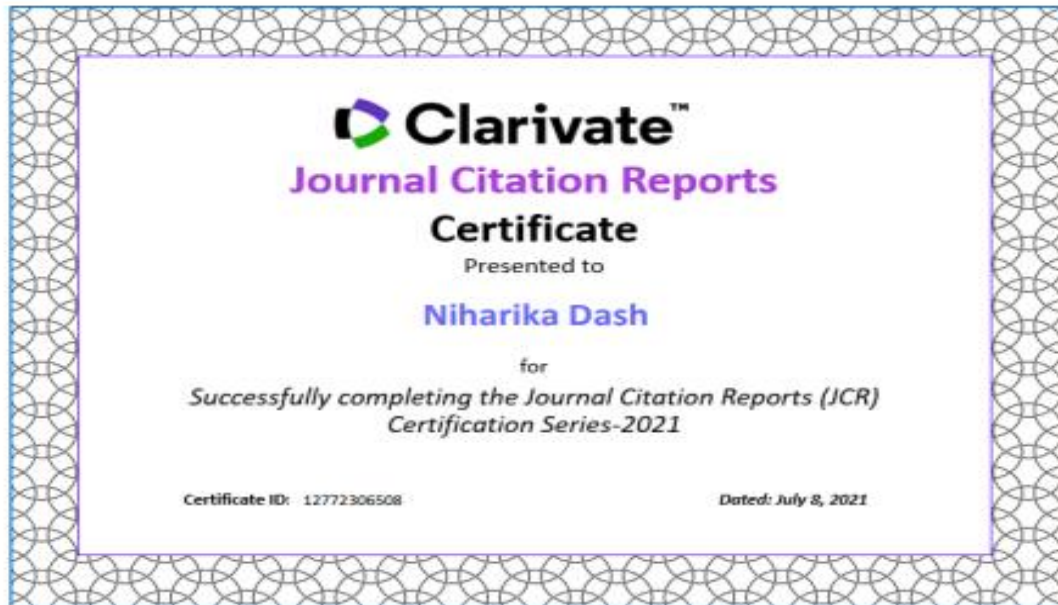 Clarivate™
Journal Citation Reports
Certificate
Presented to
Niharika Dash
for
Successfully completing the Journal Citation Reports (JCR)
Certification Series-2021
Certificate ID: 12772306508 Dated: July 8, 2021